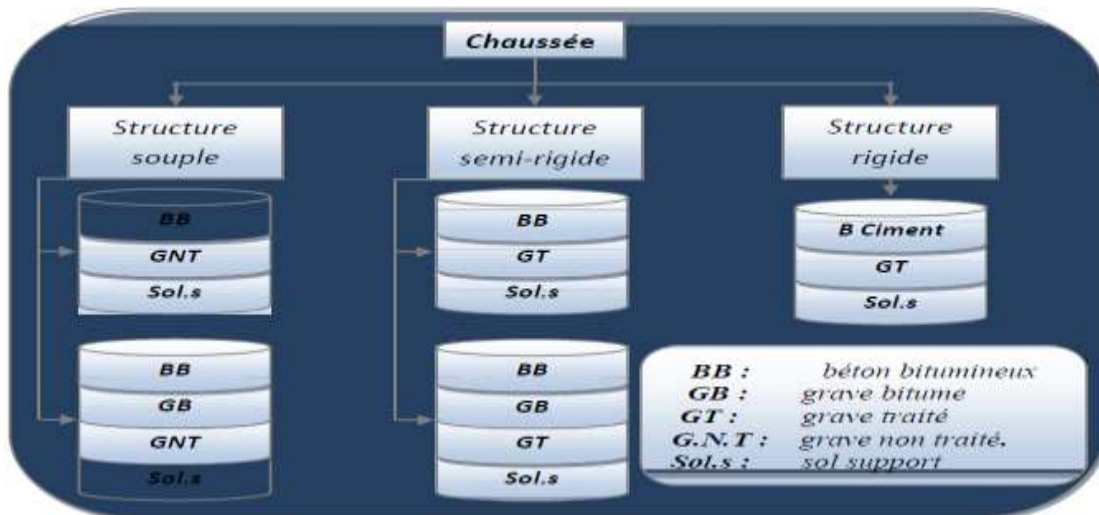 Chaussée
Structure
souple
Structure
semi-rigide
Structure
rigide
BB
GNT
Sol.s
BB
GB
GNT
Sol.s
BB
GT
Sol.s
BB
GB
GT
Sol.s
B Ciment
GT
Sol.s
BB : béton bitumineux
GB : grave bitume
GT : grave traité
G.N.T : grave non traité.
Sol.s : sol support